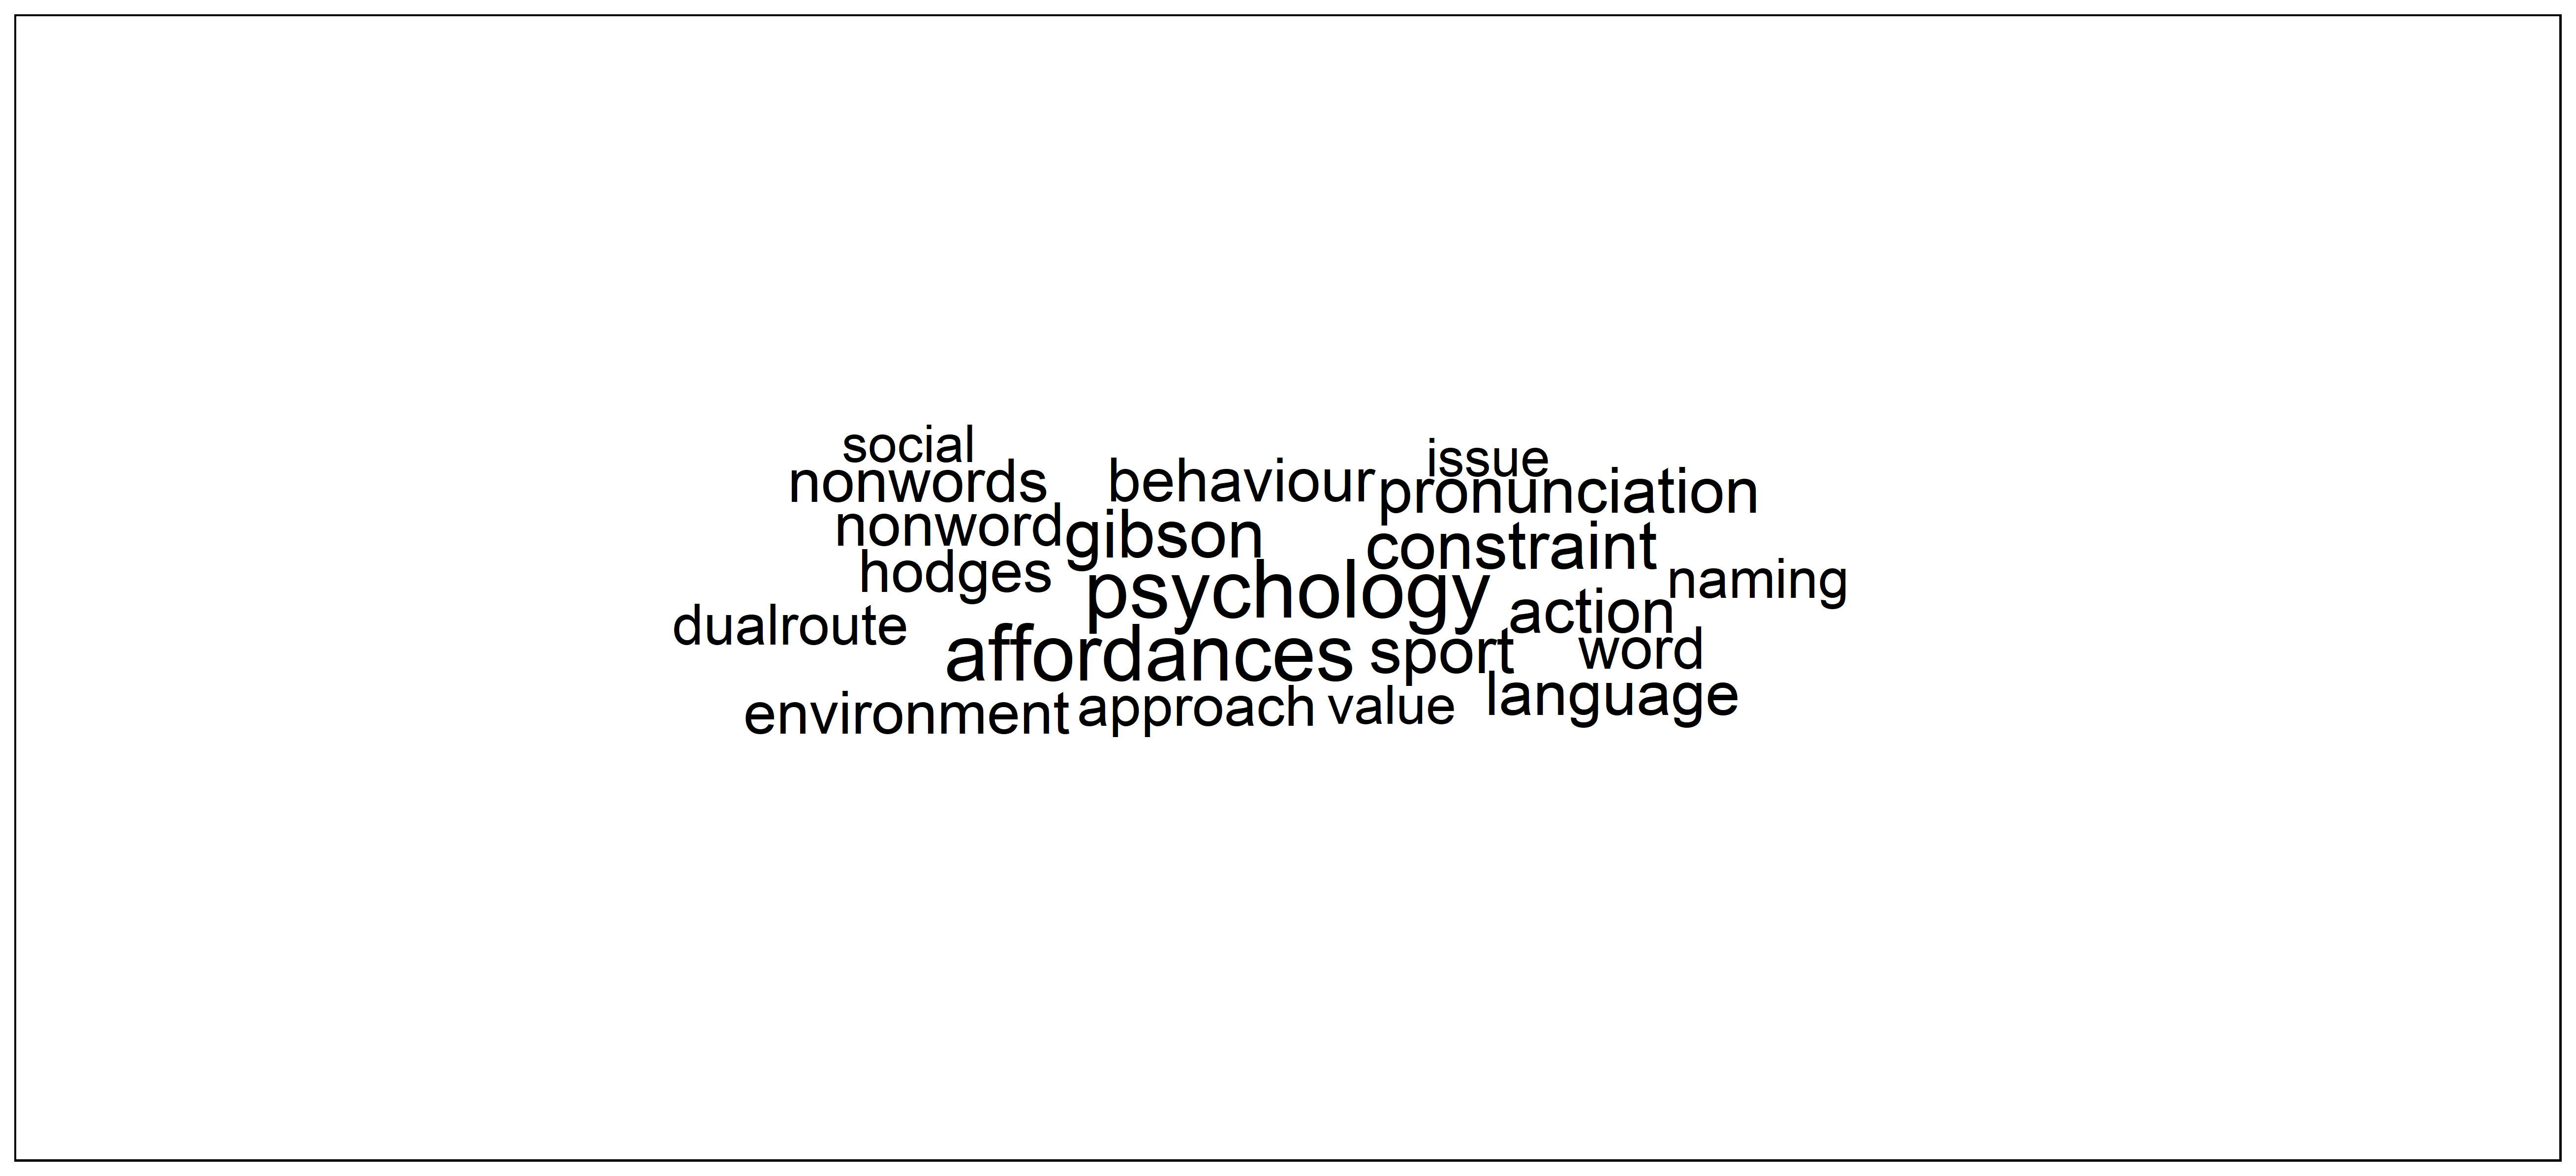 social
issue
nonwords behaviour pronunciation
nonword gibson constraint
hodges psychology naming
dualroute action
affordances sport word
environment approach value language